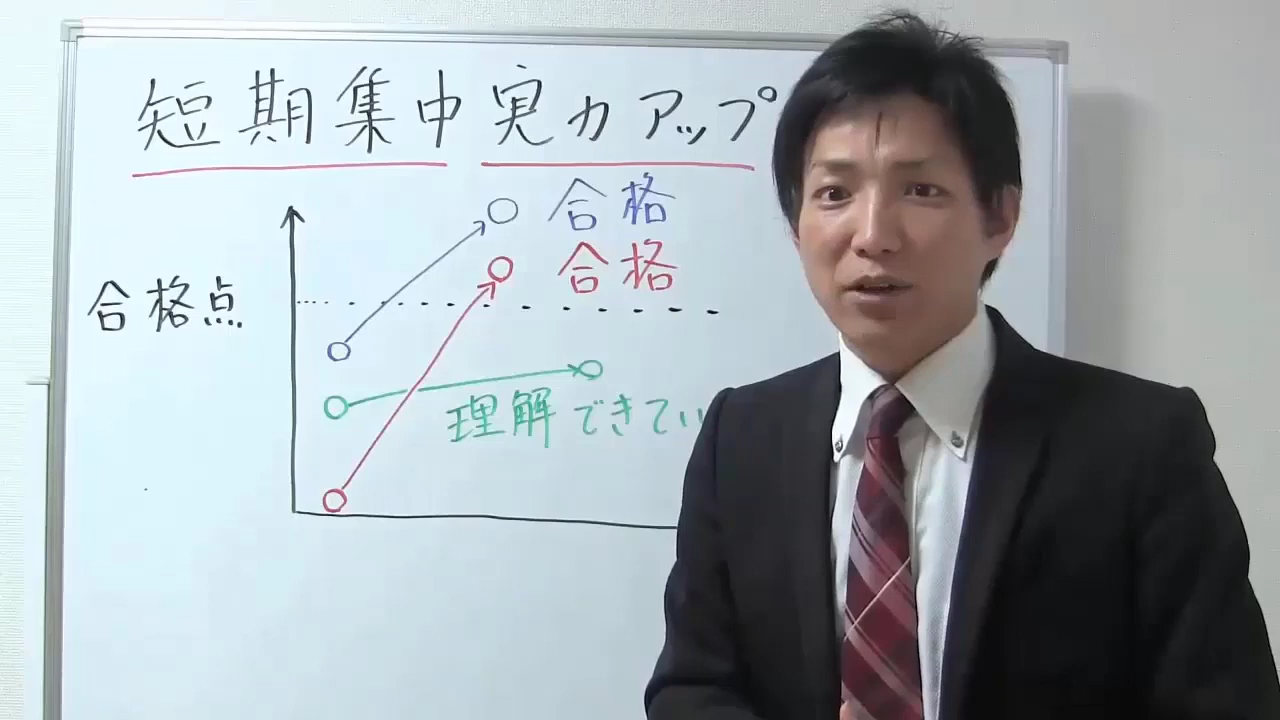 短期集中実力アップ
合格
合格
合格点
理解できてい